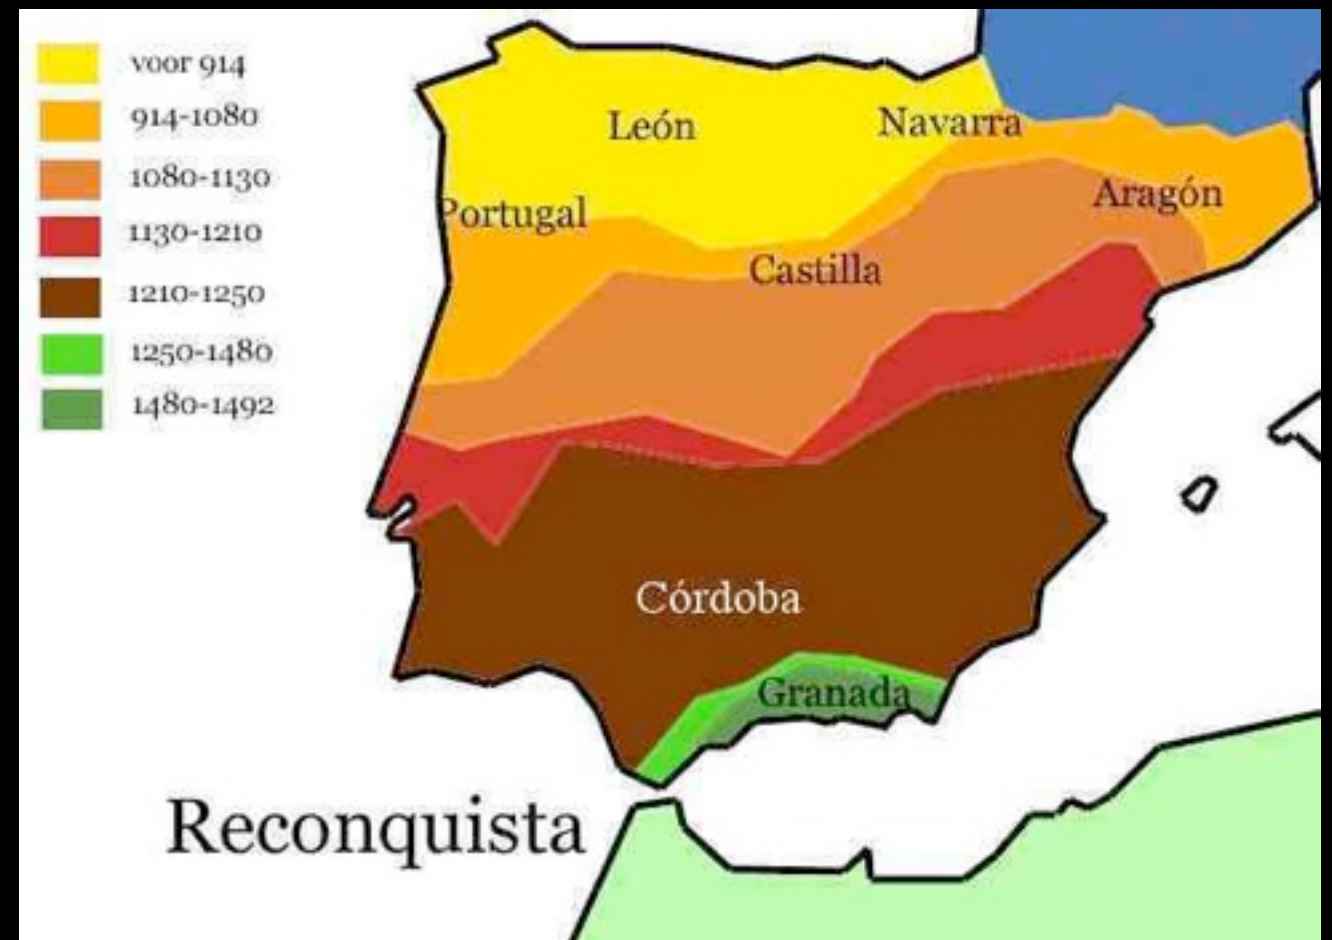 voor 914
914-1080
1080-1130
1130-1210
1210-1250
1250-1480
1480-1492
León
Navarra
Portugal
Aragón
Castilla
Córdoba
Granada
Reconquista